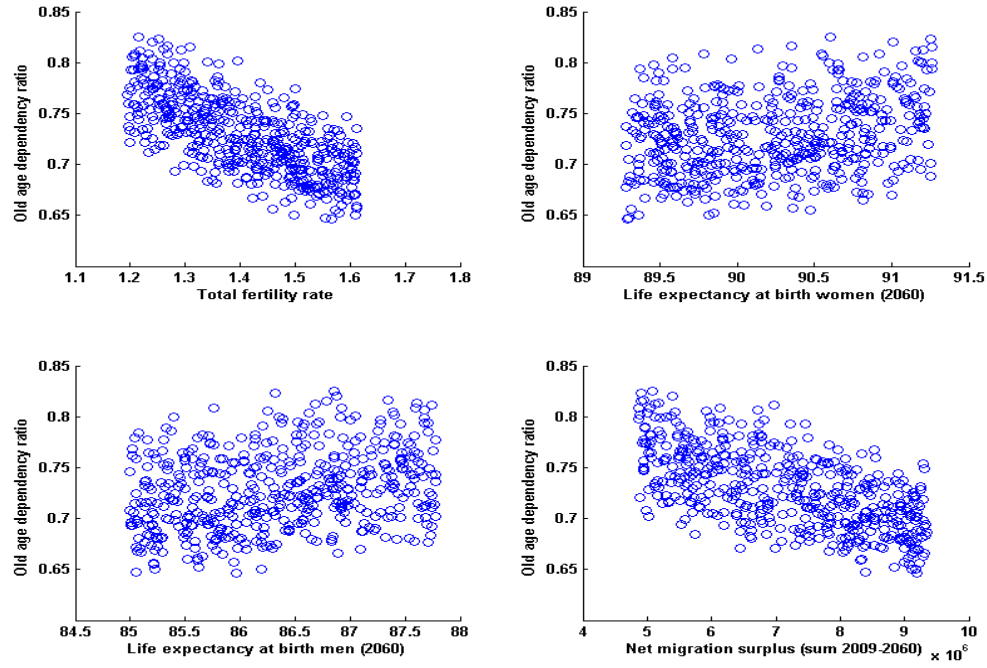 0.85
0.8
0.75
0.7
0.65
Old age dependency ratio
1.1 1.2 1.3 1.4 1.5 1.6 1.7 1.8
Total fertility rate
0.85
0.8
0.75
0.7
0.65
Old age dependency ratio
89 89.5 90 90.5 91 91.5
Life expectancy at birth women (2060)
0.85
0.8
0.75
0.7
0.65
Old age dependency ratio
84.5 85 85.5 86 86.5 87 87.5 88
Life expectancy at birth men (2060)
0.85
0.8
0.75
0.7
0.65
Old age dependency ratio
4 5 6 7 8 9 10
Net migration surplus (sum 2009-2060) x 10⁶